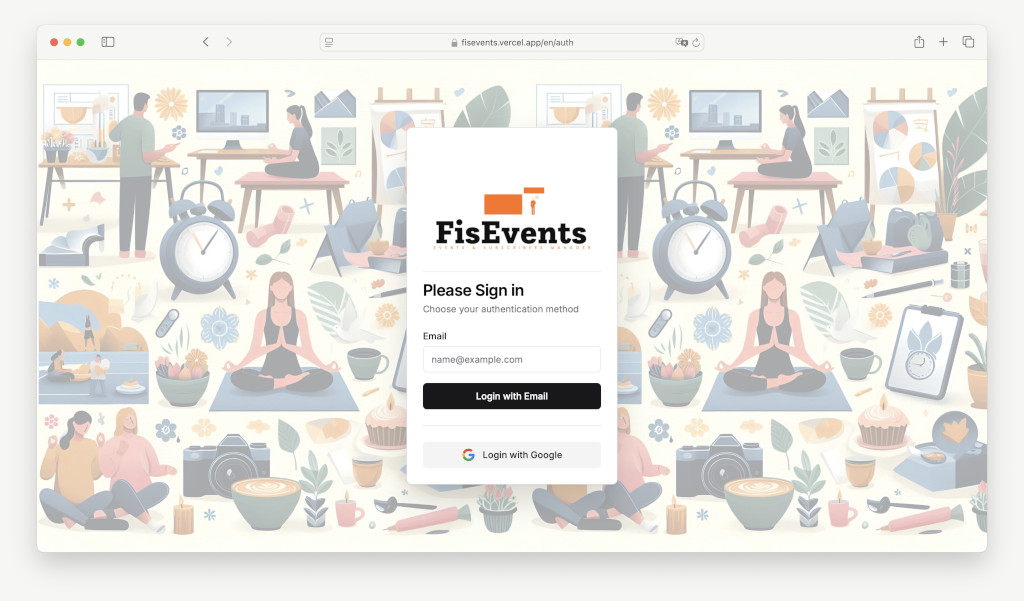 fisevents.vercel.app/en/auth
FisEvents
EVENTS & SUBSCRIBERS MANAGER
Please Sign in
Choose your authentication method
Email
name@example.com
Login with Email
Login with Google